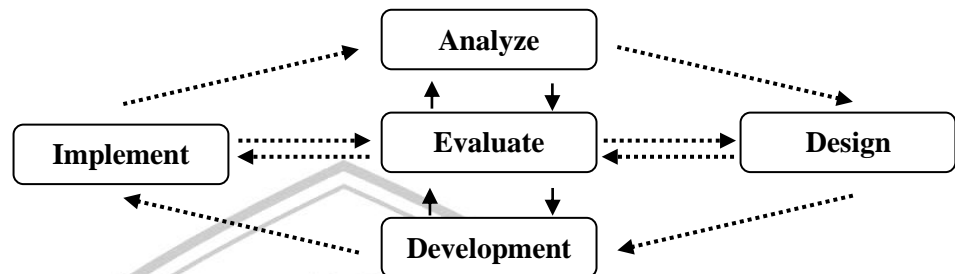 Analyze
Implement
Evaluate
Design
Development